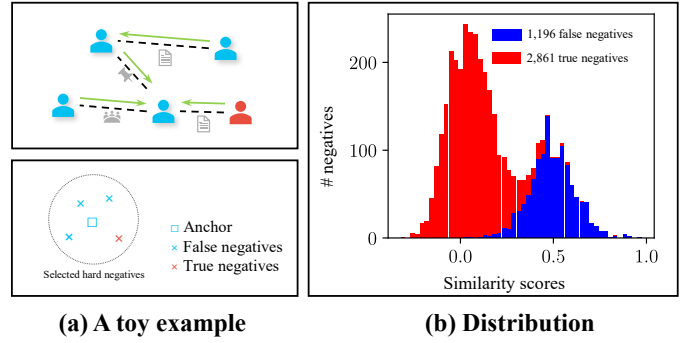 Anchor
False negatives
True negatives
Selected hard negatives
(a) A toy example
1,196 false negatives
2,861 true negatives
200
100
0
# negatives
0.0 0.5 1.0
Similarity scores
(b) Distribution